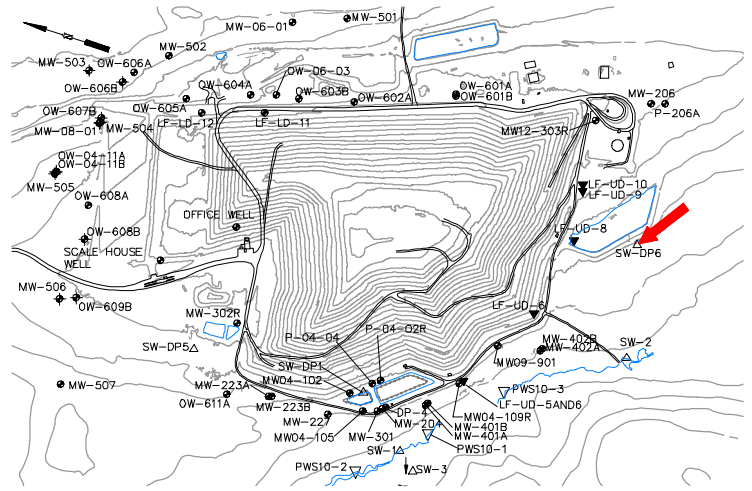 MW-06-01
MW-501
MW-502
MW-503
OW-606A
OW-606B
OW-604A
OW-06-03
OW-603B
OW-602A
OW-601A
OW-601B
MW-206
P-206A
OW-605A
OW-607B
MW-08-01
MW-504
LF-LD-12
LF-LD-11
MW12-303R
OW-04-11A
OW-04-11B
MW-505
OW-608A
LF-UD-10
LF-UD-9
OFFICE WELL
LF-UD-8
OW-608B
SW-DP6
SCALE HOUSE
WELL
MW-506
OW-609B
MW-302R
LF-UD-6
P-04-04
P-04-02R
MW-402B
MW-402A
SW-2
SW-DP5
SW-DP1
MW09-901
MW04-102
MW-507
MW-223A
PWS10-3
OW-611A
MW-223B
LF-UD-5AND6
MW-227
DP-4
MW04-109R
MW-204
MW-401B
MW-401A
MW04-105
MW-301
SW-1
PWS10-1
PWS10-2
SW-3